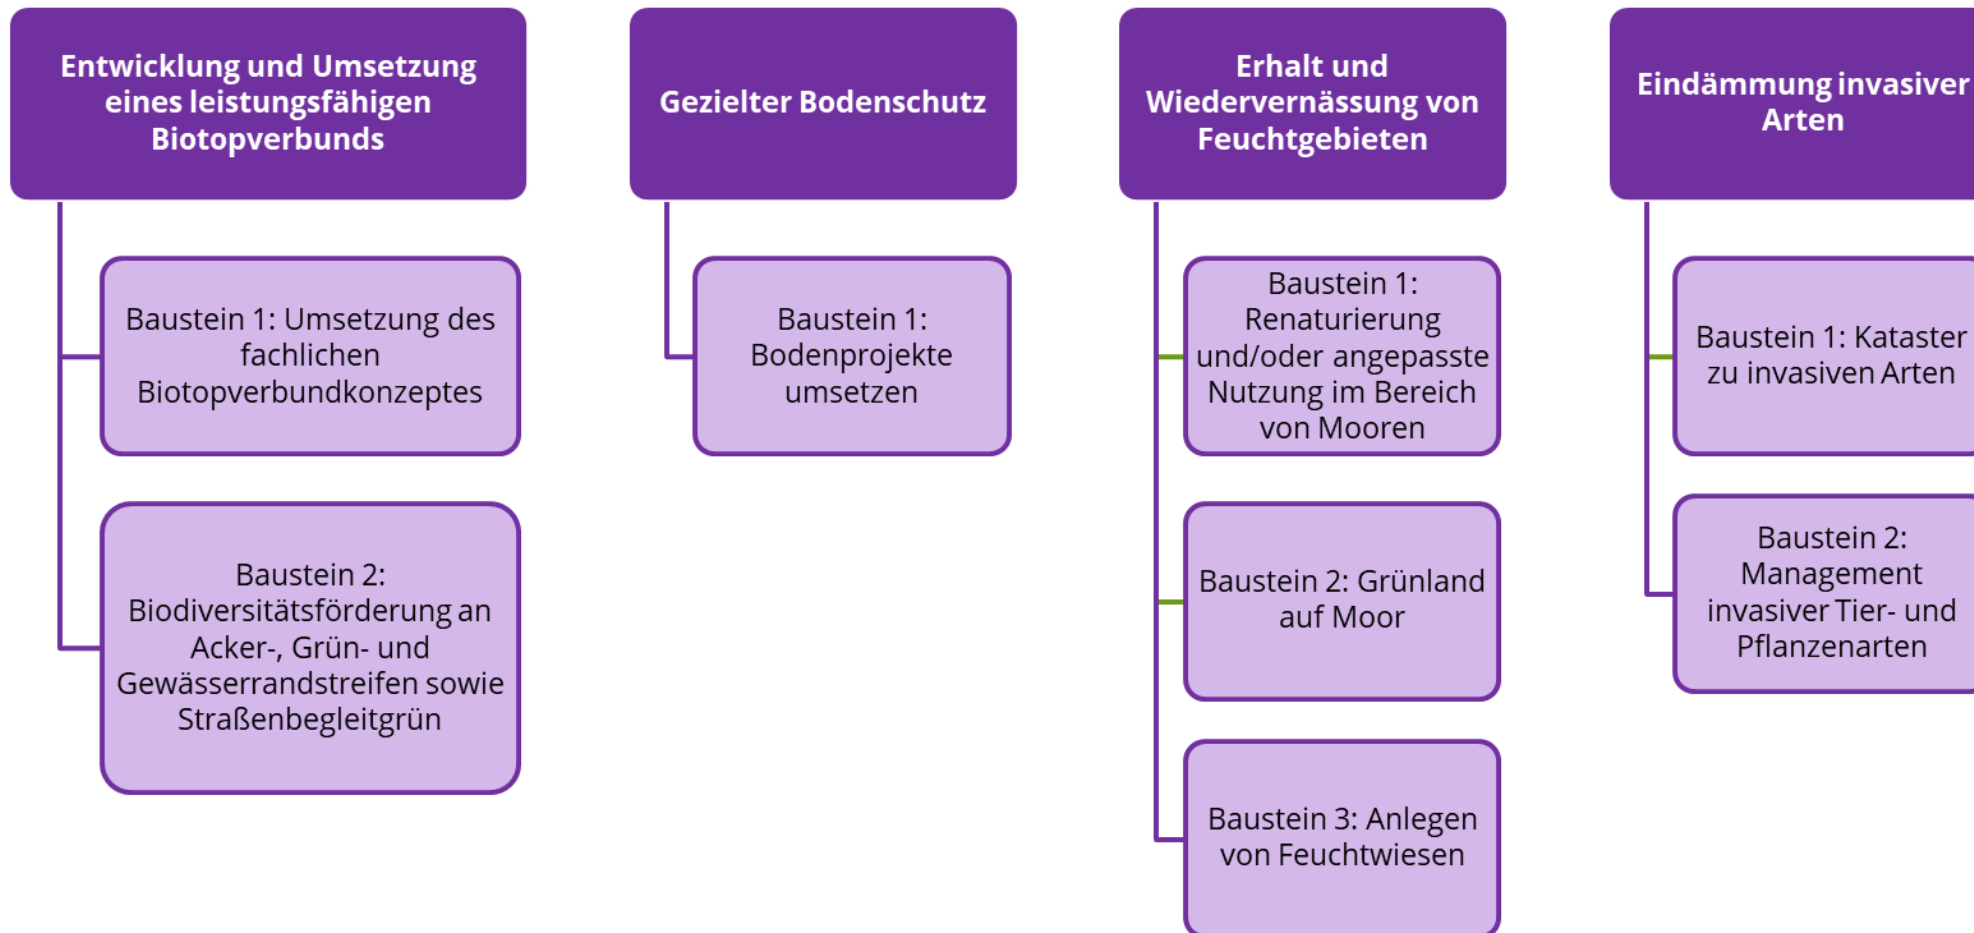 Entwicklung und Umsetzung
eines leistungsfähigen
Biotopverbunds
Baustein 1: Umsetzung des
fachlichen
Biotopverbundkonzeptes
Baustein 2:
Biodiversitätsförderung an
Acker-, Grün- und
Gewässerrandstreifen sowie
Straßenbegleitgrün
Gezielter Bodenschutz
Baustein 1:
Bodenprojekte
umsetzen
Erhalt und
Wiedervernässung von
Feuchtgebieten
Baustein 1:
Renaturierung
und/oder angepasste
Nutzung im Bereich
von Mooren
Baustein 2: Grünland
auf Moor
Baustein 3: Anlegen
von Feuchtwiesen
Eindämmung invasiver
Arten
Baustein 1: Kataster
zu invasiven Arten
Baustein 2:
Management
invasiver Tier- und
Pflanzenarten